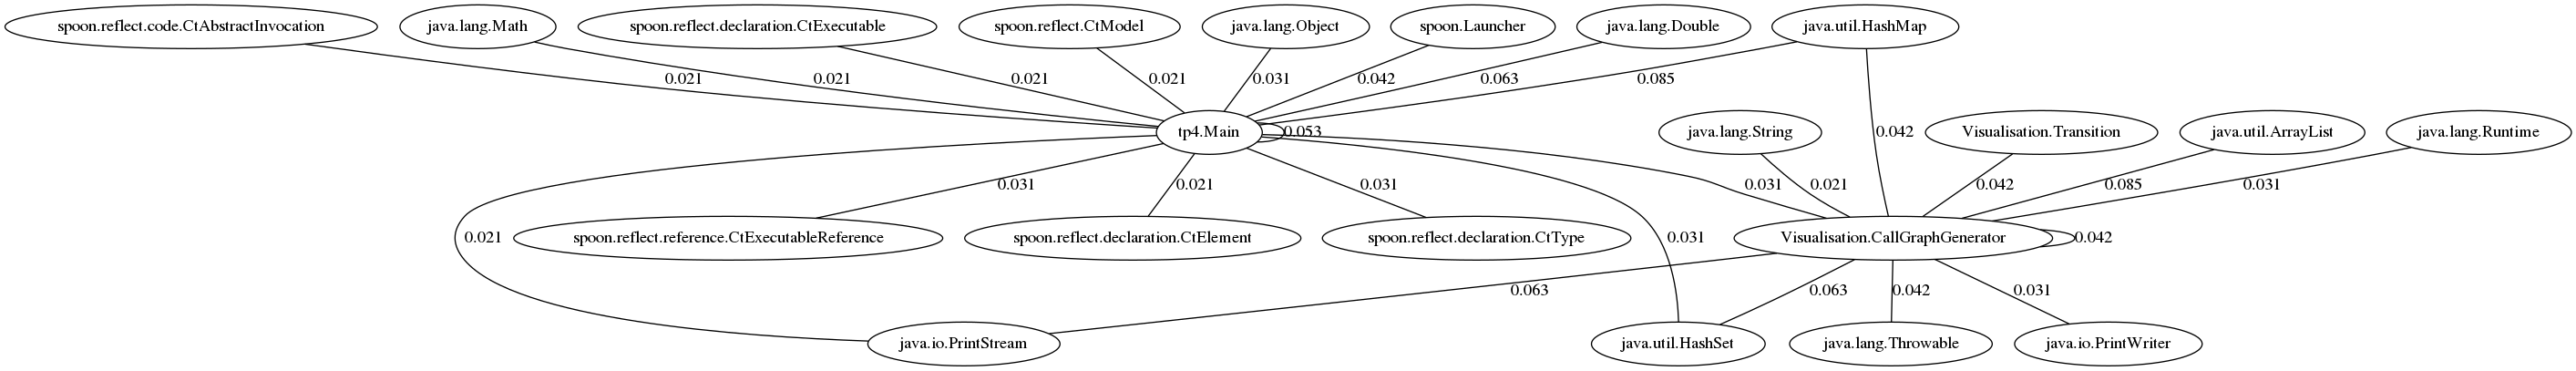 spoon.reflect.code.CtAbstractInvocation java.lang.Math spoon.reflect.declaration.CtExecutable spoon.reflect.CtModel java.lang.Object spoon.Launcher java.lang.Double java.util.HashMap
0.021 0.021 0.021 0.021 0.031 0.042 0.063 0.085
tp4.Main 0.053 java.lang.String 0.042 Visualisation.Transition java.util.ArrayList java.lang.Runtime
0.031 0.021 0.031 0.031 0.021 0.042 0.085 0.031
0.021 spoon.reflect.reference.CtExecutableReference spoon.reflect.declaration.CtElement spoon.reflect.declaration.CtType 0.031 Visualisation.CallGraphGenerator 0.042
0.063 0.063 0.042 0.031
java.io.PrintStream java.util.HashSet java.lang.Throwable java.io.PrintWriter